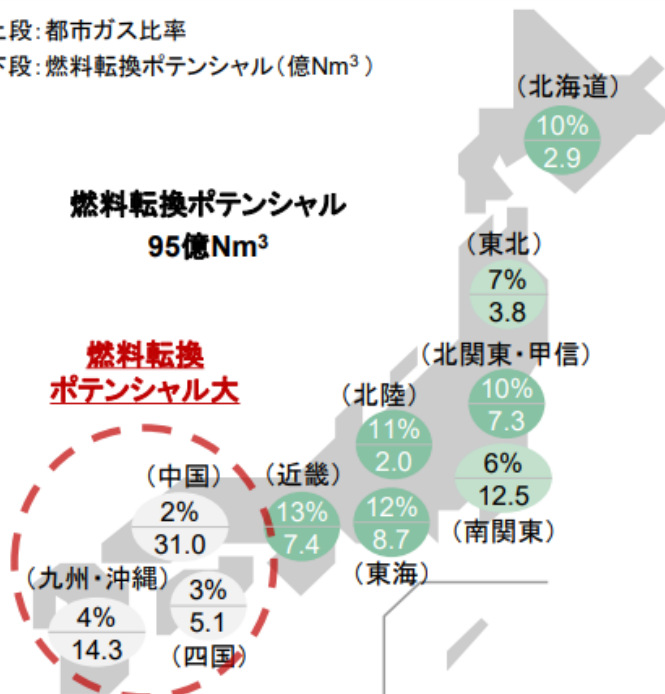 上段：都市ガス比率
下段：燃料転換ポテンシャル（億Nm³）
（北海道）
10%
2.9
燃料転換ポテンシャル
95億Nm³
（東北）
7%
3.8
燃料転換
ポテンシャル大
（北関東・甲信）
10%
7.3
（北陸）
11%
2.0
6%
12.5
（南関東）
（中国）
2%
31.0
（近畿）
13%
7.4
12%
8.7
（東海）
（九州・沖縄）
4%
14.3
3%
5.1
（四国）